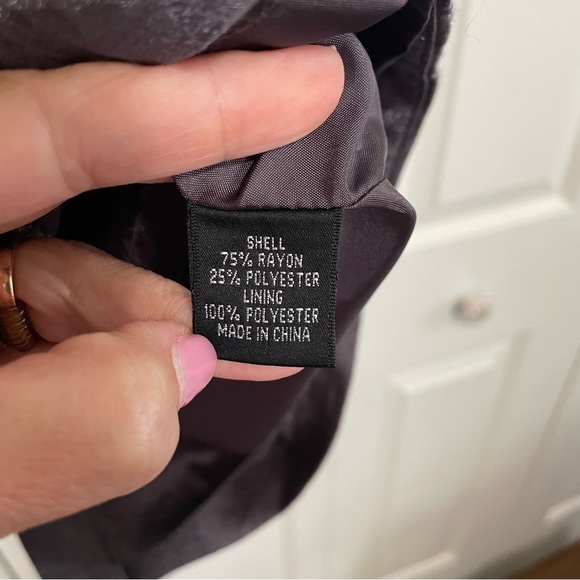 SHELL
75% RAYON
25% POLYESTER
LINING
100% POLYESTER
MADE IN CHINA